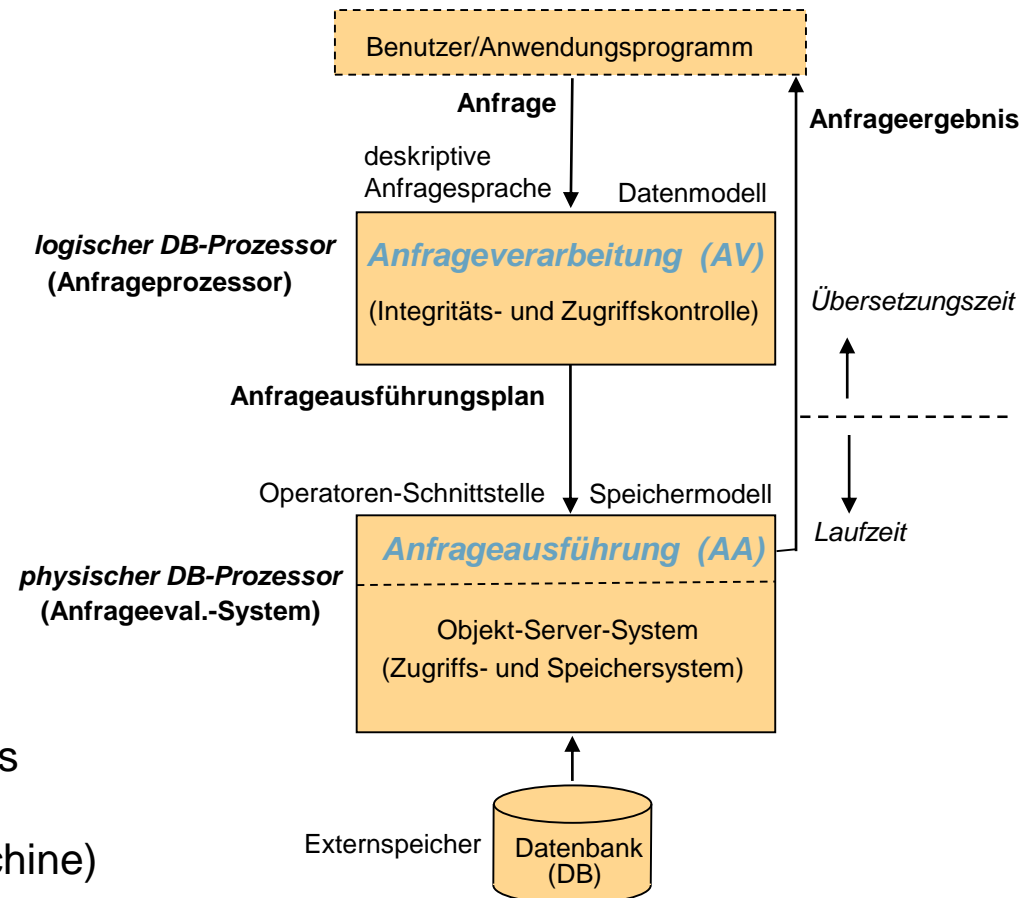 Benutzer/Anwendungsprogramm
Anfrage
Anfrageergebnis
deskriptive
Anfragesprache
Datenmodell
logischer DB-Prozessor
(Anfrageprozessor)
Anfrageverarbeitung (AV)
(Integritäts- und Zugriffskontrolle)
Übersetzungszeit
Anfrageausführungsplan
Operatoren-Schnittstelle
Speichermodell
Laufzeit
physischer DB-Prozessor
(Anfrageeval.-System)
Anfrageausführung (AA)
Objekt-Server-System
(Zugriffs- und Speichersystem)
s
chine)
Externspeicher
Datenbank
(DB)